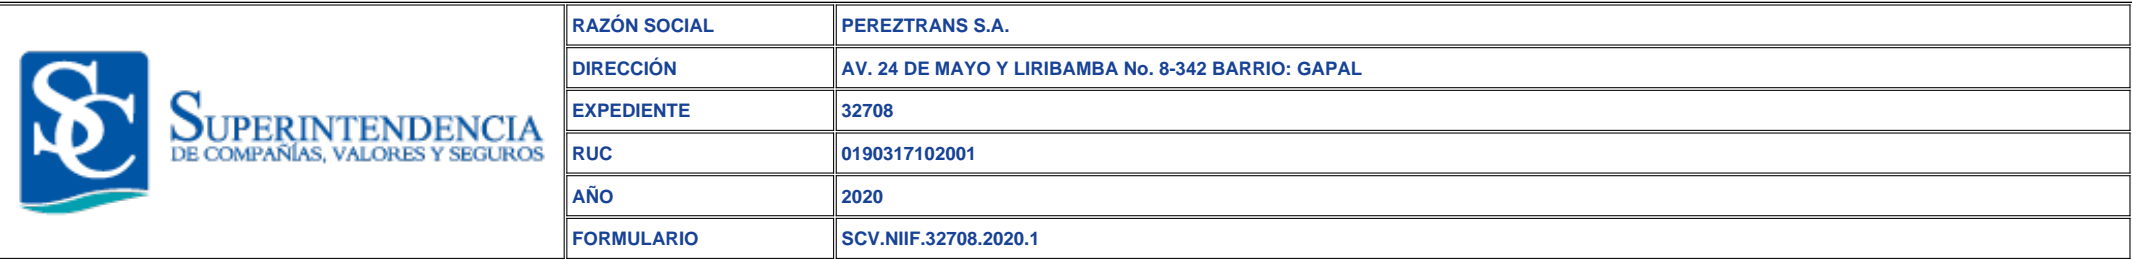 SC
SUPERINTENDENCIA
DE COMPAÑÍAS, VALORES Y SEGUROS
RAZÓN SOCIAL PEREZTRANS S.A.
DIRECCIÓN AV. 24 DE MAYO Y LIRIBAMBA No. 8-342 BARRIO: GAPAL
EXPEDIENTE 32708
RUC 0190317102001
AÑO 2020
FORMULARIO SCV.NIIF.32708.2020.1